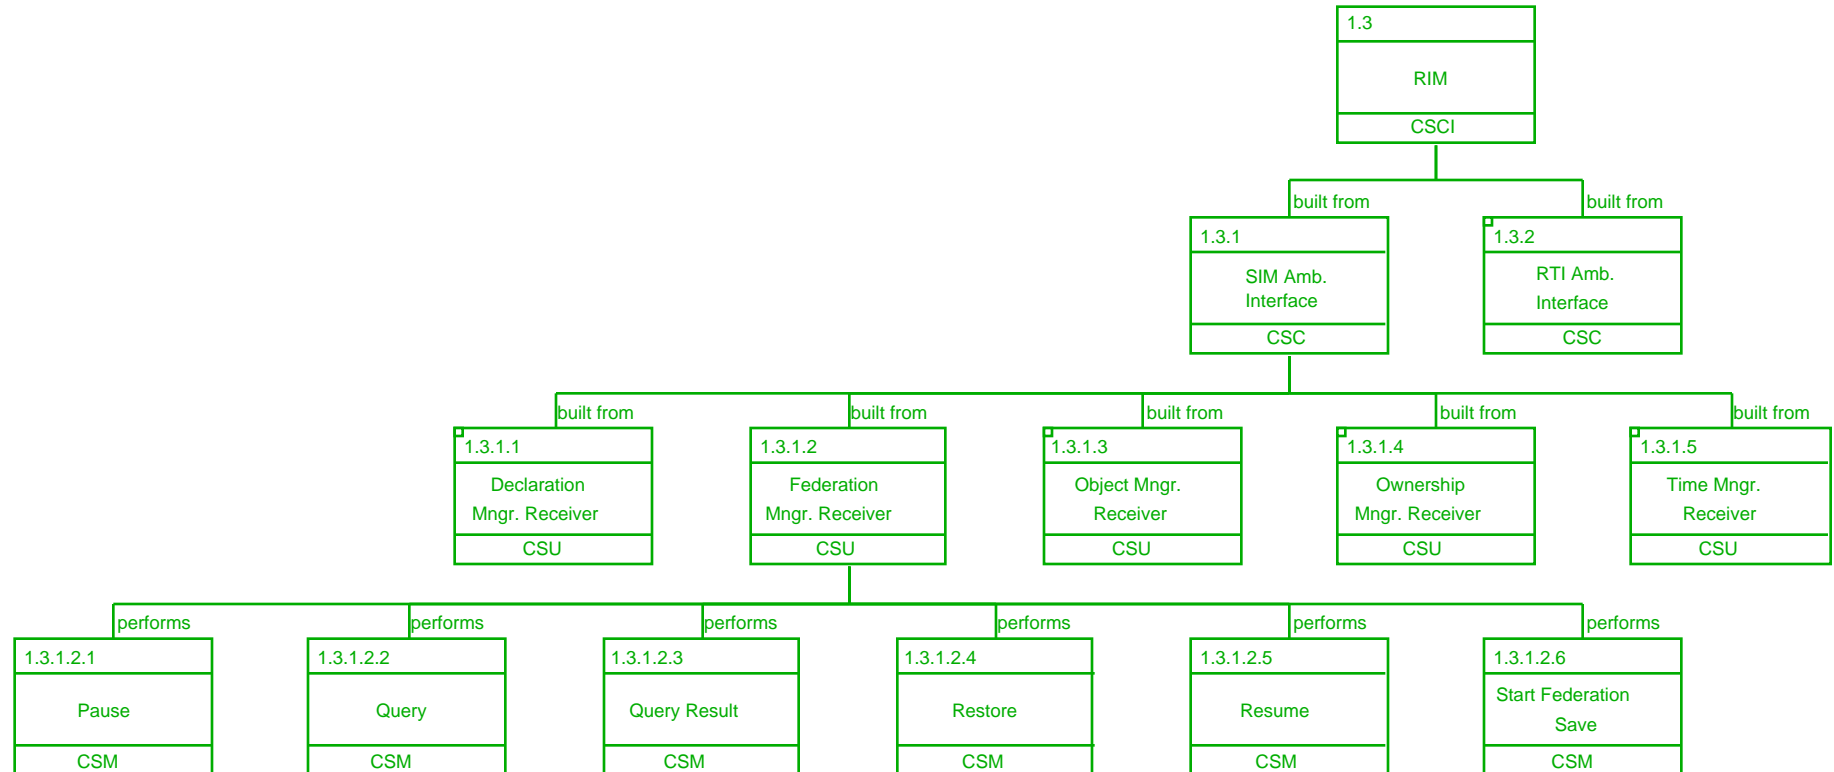 1.3
RIM
CSCI
built from
built from
1.3.1
1.3.2
SIM Amb.
Interface
RTI Amb.
Interface
CSC
CSC
built from
built from
built from
built from
built from
1.3.1.1
1.3.1.2
1.3.1.3
1.3.1.4
1.3.1.5
Declaration
Mngr. Receiver
Federation
Mngr. Receiver
Object Mngr.
Receiver
Ownership
Mngr. Receiver
Time Mngr.
Receiver
CSU
CSU
CSU
CSU
CSU
performs
performs
performs
performs
performs
performs
1.3.1.2.1
1.3.1.2.2
1.3.1.2.3
1.3.1.2.4
1.3.1.2.5
1.3.1.2.6
Pause
Query
Query Result
Restore
Resume
Start Federation
Save
CSM
CSM
CSM
CSM
CSM
CSM